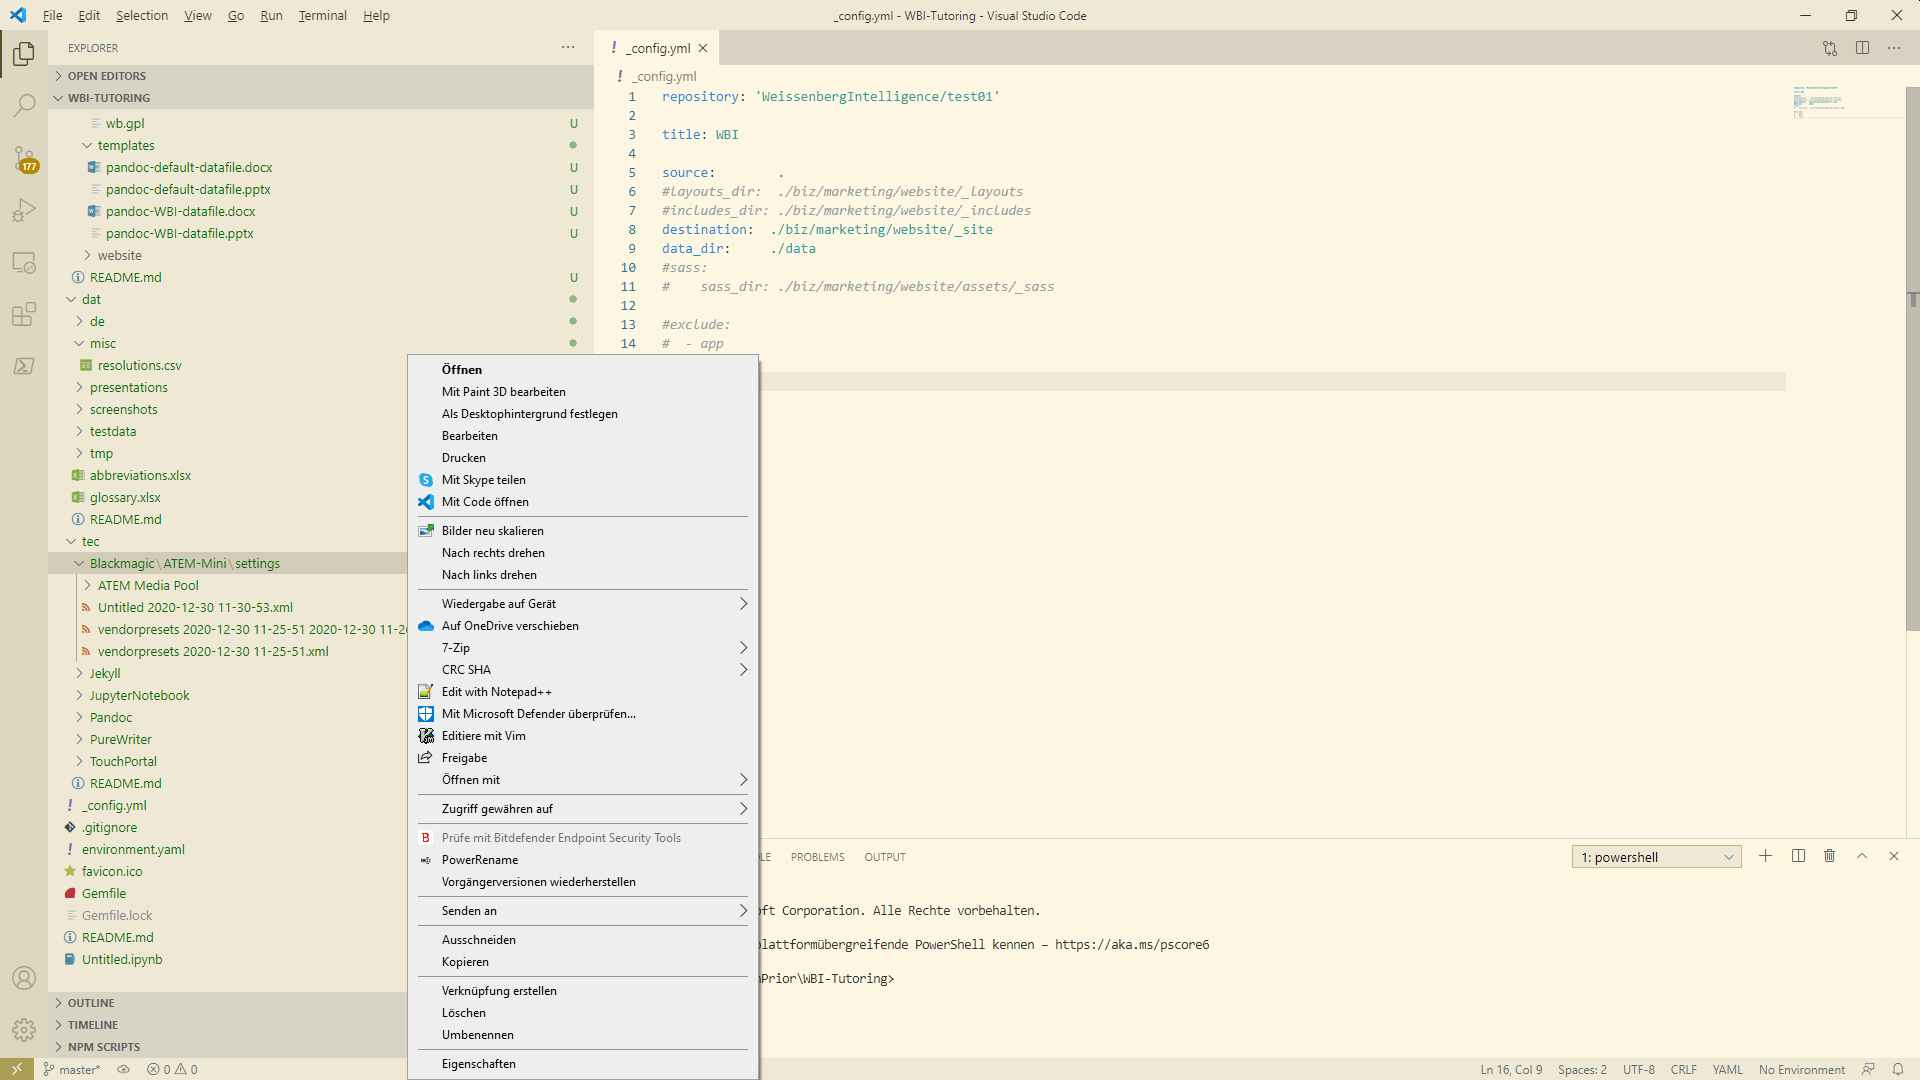 File Edit Selection View Go Run Terminal Help
_config.yml - WBI-Tutoring - Visual Studio Code
EXPLORER
OPEN EDITORS
WBI-TUTORING
wb.gpl U
templates
pandoc-default-datafile.docx U
pandoc-default-datafile.pptx U
pandoc-WBI-datafile.docx U
pandoc-WBI-datafile.pptx U
website
README.md U
dat
de
misc
resolutions.csv
presentations
screenshots
testdata
tmp
abbreviations.xlsx
glossary.xlsx
README.md
tec
Blackmagic\ATEM-Mini\settings
ATEM Media Pool
Untitled 2020-12-30 11-30-53.xml
vendorpresets 2020-12-30 11-25-51 2020-12-30
vendorpresets 2020-12-30 11-25-51.xml
Jekyll
JupyterNotebook
Pandoc
PureWriter
TouchPortal
README.md
_config.yml
.gitignore
environment.yaml
favicon.ico
Gemfile
Gemfile.lock
README.md
Untitled.ipynb
OUTLINE
TIMELINE
NPM SCRIPTS
177
_config.yml
_config.yml
1 repository: 'WeissenbergIntelligence/test01'
2
3 title: WBI
4
5 source: .
6 #layouts_dir: ./biz/marketing/website/_layouts
7 #includes_dir: ./biz/marketing/website/_includes
8 destination: ./biz/marketing/website/_site
9 data_dir: ./data
10 #sass:
11 # sass_dir: ./biz/marketing/website/assets/_sass
12
13 #exclude:
14 # - app
Öffnen
Mit Paint 3D bearbeiten
Als Desktophintergrund festlegen
Bearbeiten
Drucken
Mit Skype teilen
Mit Code öffnen
Bilder neu skalieren
Nach rechts drehen
Nach links drehen
Wiedergabe auf Gerät
Auf OneDrive verschieben
7-Zip
CRC SHA
Edit with Notepad++
Mit Microsoft Defender überprüfen...
Editiere mit Vim
Freigabe
Öffnen mit
Zugriff gewähren auf
B Prüfe mit Bitdefender Endpoint Security Tools
PowerRename
Vorgängerversionen wiederherstellen
Senden an
Ausschneiden
Kopieren
Verknüpfung erstellen
Löschen
Umbenennen
Eigenschaften
PROBLEMS OUTPUT
1: powershell
oft Corporation. Alle Rechte vorbehalten.
plattformübergreifende PowerShell kennen – https://aka.ms/pscore6
nPrior\WBI-Tutoring>
master* 0 0
Ln 16, Col 9 Spaces: 2 UTF-8 CRLF YAML No Environment